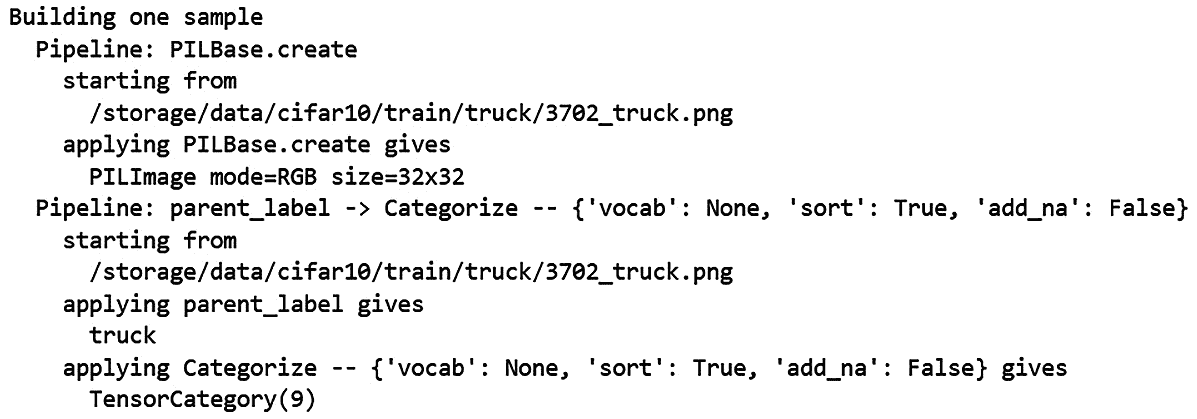 Building one sample
Pipeline: PILBase.create
starting from
/storage/data/cifar10/train/truck/3702_truck.png
applying PILBase.create gives
PILImage mode=RGB size=32x32
Pipeline: parent_label -> Categorize -- {'vocab': None, 'sort': True, 'add_na': False}
starting from
/storage/data/cifar10/train/truck/3702_truck.png
applying parent_label gives
truck
applying Categorize -- {'vocab': None, 'sort': True, 'add_na': False} gives
TensorCategory(9)